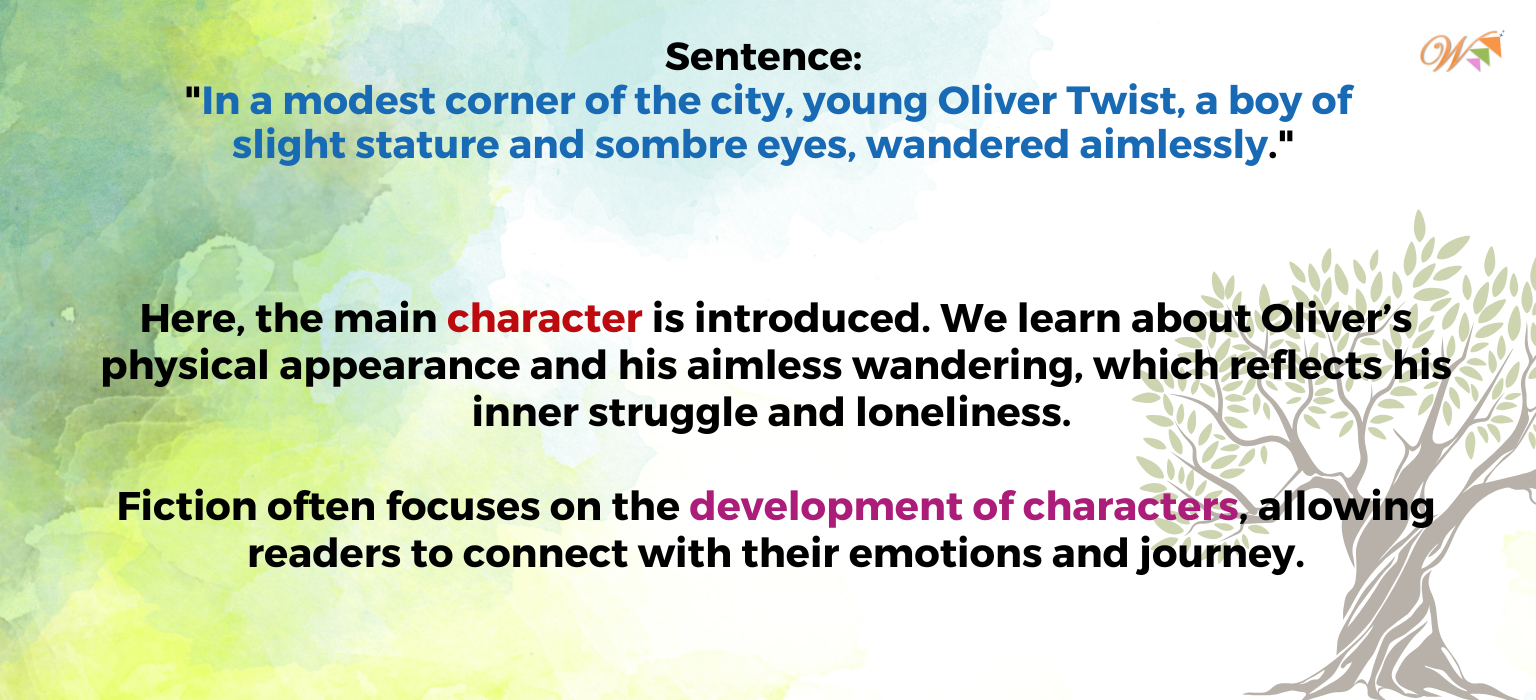 Sentence:
"In a modest corner of the city, young Oliver Twist, a boy of
slight stature and sombre eyes, wandered aimlessly."
Here, the main character is introduced. We learn about Oliver’s
physical appearance and his aimless wandering, which reflects his
inner struggle and loneliness.
Fiction often focuses on the development of characters, allowing
readers to connect with their emotions and journey.
W